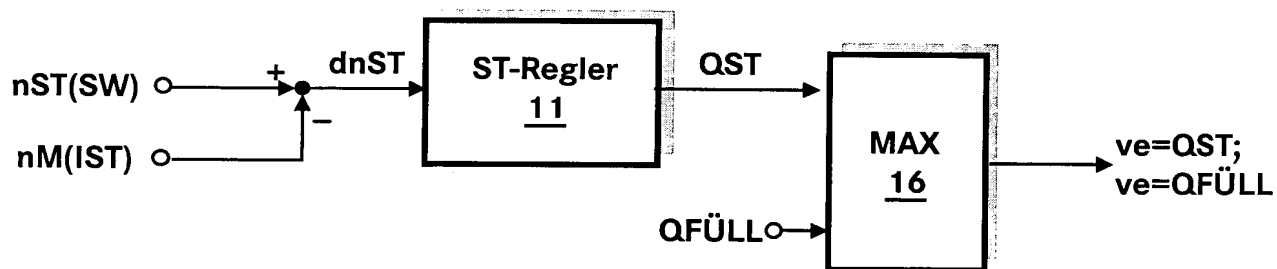 nST(SW)
+
dnST
ST-Regler
11
QST
−
nM(IST)
MAX
16
ve=QST;
ve=QFÜLL
QFÜLL